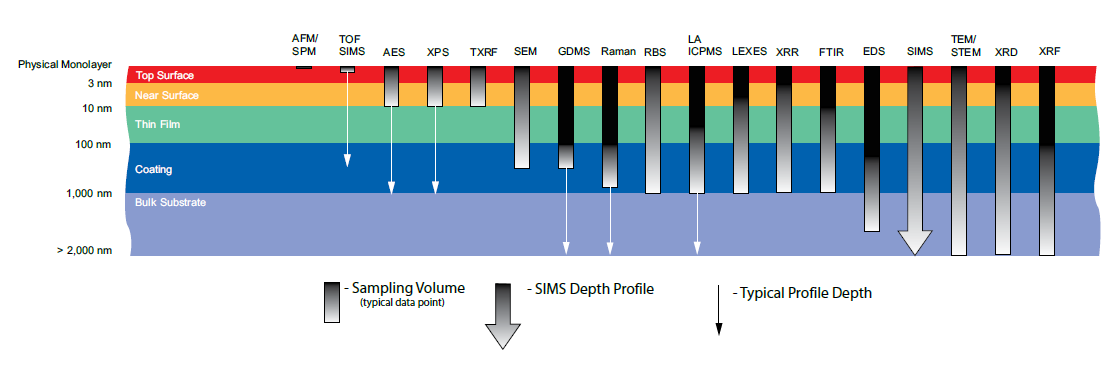 AFM/
SPM
TOF
SIMS
AES
XPS
TXRF
SEM
GDMS
Raman
RBS
LA
ICPMS
LEXES
XRR
FTIR
EDS
SIMS
TEM/
STEM
XRD
XRF
Physical Monolayer
Top Surface
3 nm
Near Surface
10 nm
Thin Film
100 nm
Coating
1,000 nm
Bulk Substrate
> 2,000 nm
- Sampling Volume
(typical data point)
- SIMS Depth Profile
- Typical Profile Depth